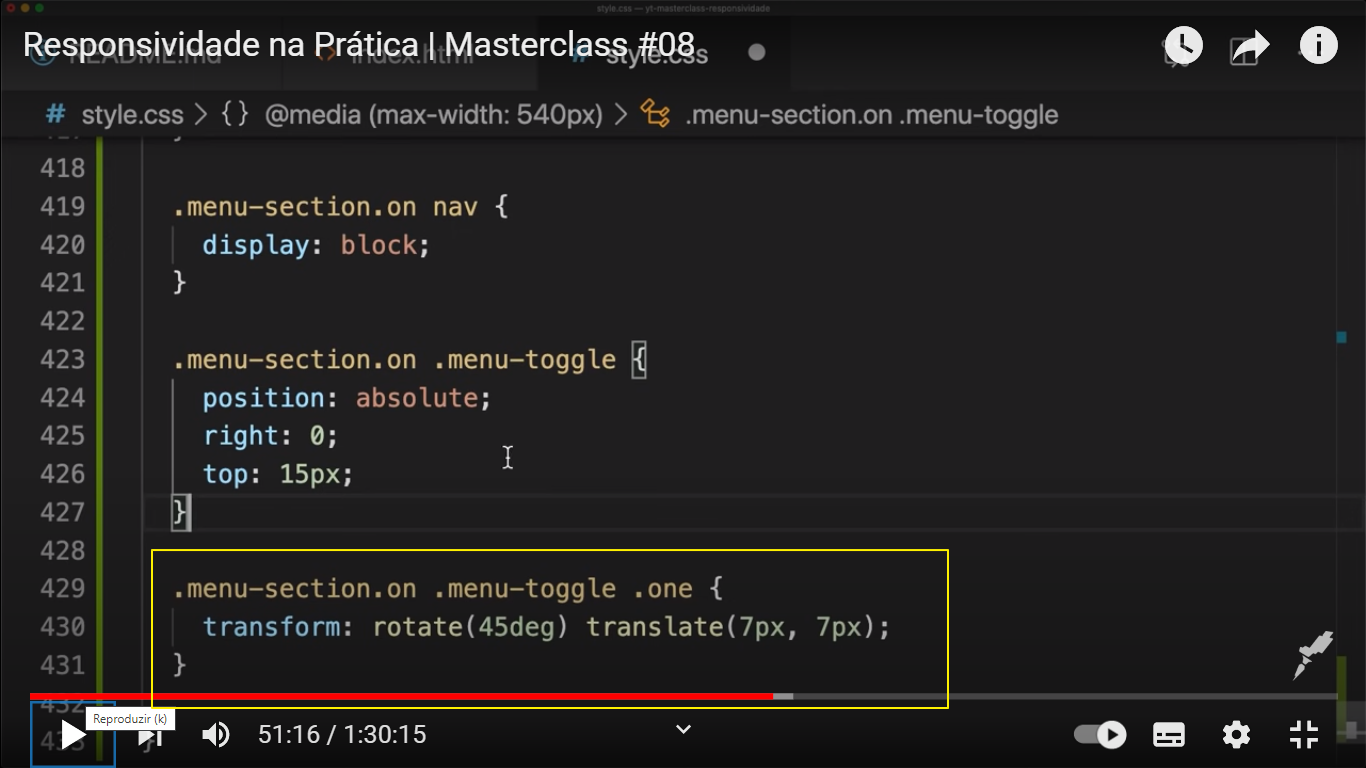 style.css — yt-masterclass-responsividade
Responsividade na Prática | Masterclass #08
README.md
index.html
style.css
# style.css > {} @media (max-width: 540px) > .menu-section.on .menu-toggle
418
419 .menu-section.on nav {
420 display: block;
421 }
422
423 .menu-section.on .menu-toggle {
424 position: absolute;
425 right: 0;
426 top: 15px;
427 }
428
429 .menu-section.on .menu-toggle .one {
430 transform: rotate(45deg) translate(7px, 7px);
431 }
432
433 }
Reproduzir (k)
51:16 / 1:30:15